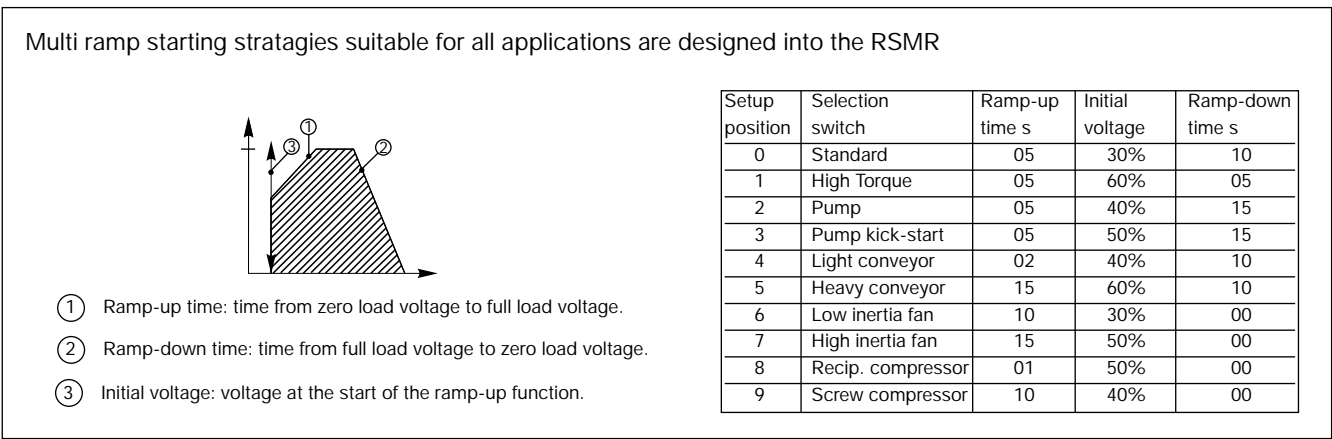 Multi ramp starting stratagies suitable for all applications are designed into the RSMR
1
3
2
1 Ramp-up time: time from zero load voltage to full load voltage.
2 Ramp-down time: time from full load voltage to zero load voltage.
3 Initial voltage: voltage at the start of the ramp-up function.
Setup Selection Ramp-up Initial Ramp-down
position switch time s voltage time s
0 Standard 05 30% 10
1 High Torque 05 60% 05
2 Pump 05 40% 15
3 Pump kick-start 05 50% 15
4 Light conveyor 02 40% 10
5 Heavy conveyor 15 60% 10
6 Low inertia fan 10 30% 00
7 High inertia fan 15 50% 00
8 Recip. compressor 01 50% 00
9 Screw compressor 10 40% 00